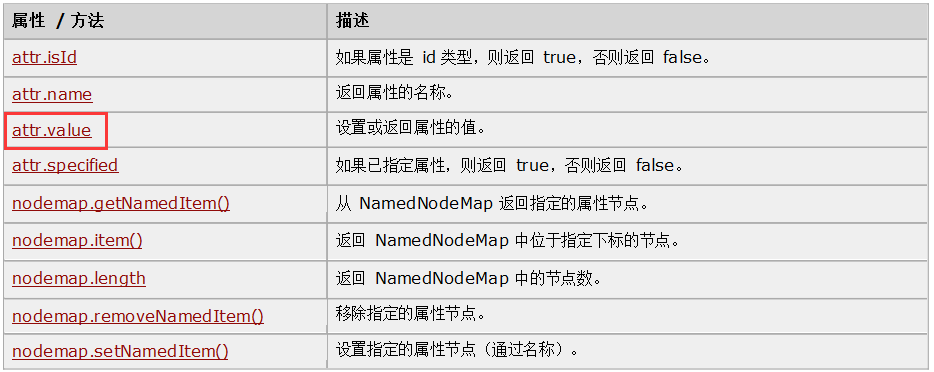 属性 / 方法 描述
attr.isId 如果属性是 id 类型，则返回 true，否则返回 false。
attr.name 返回属性的名称。
attr.value 设置或返回属性的值。
attr.specified 如果已指定属性，则返回 true，否则返回 false。
nodemap.getNamedItem() 从 NamedNodeMap 返回指定的属性节点。
nodemap.item() 返回 NamedNodeMap 中位于指定下标的节点。
nodemap.length 返回 NamedNodeMap 中的节点数。
nodemap.removeNamedItem() 移除指定的属性节点。
nodemap.setNamedItem() 设置指定的属性节点（通过名称）。